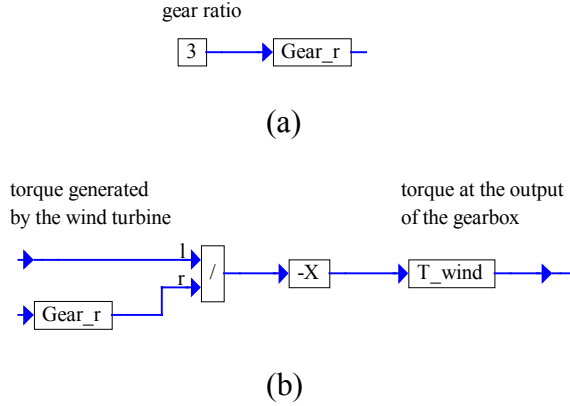 gear ratio
3 Gear_r
(a)
torque generated
by the wind turbine
torque at the output
of the gearbox
l
r
/ -X T_wind
Gear_r
(b)